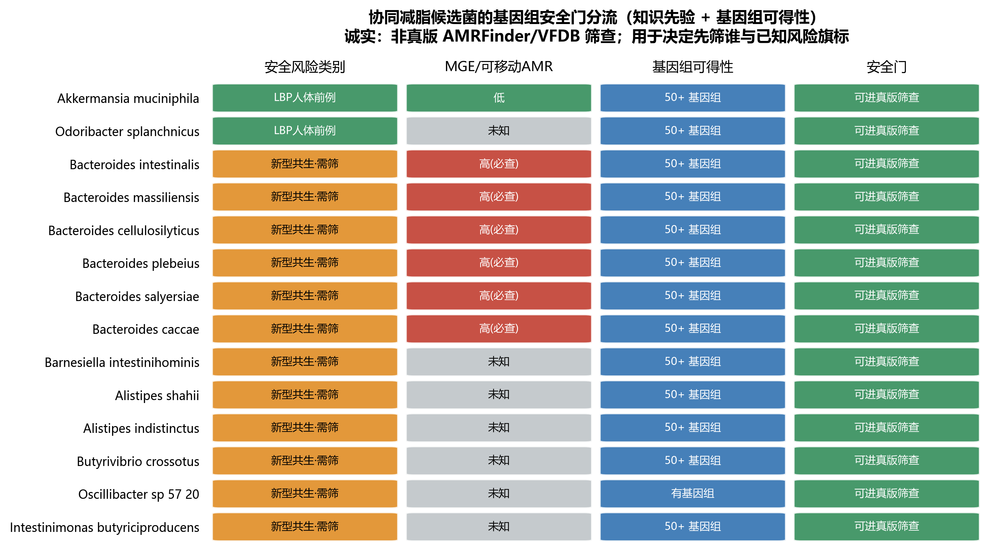 协同减脂候选菌的基因组安全门分流（知识先验 + 基因组可得性）
诚实：非真版 AMRFinder/VFDB 筛查；用于决定先筛谁与已知风险旗标
安全风险类别 MGE/可移动AMR 基因组可得性 安全门
Akkermansia muciniphila LBP人体前例 低 50+ 基因组 可进真版筛查
Odoribacter splanchnicus LBP人体前例 未知 50+ 基因组 可进真版筛查
Bacteroides intestinalis 新型共生·需筛 高(必查) 50+ 基因组 可进真版筛查
Bacteroides massiliensis 新型共生·需筛 高(必查) 50+ 基因组 可进真版筛查
Bacteroides cellulosilyticus 新型共生·需筛 高(必查) 50+ 基因组 可进真版筛查
Bacteroides plebeius 新型共生·需筛 高(必查) 50+ 基因组 可进真版筛查
Bacteroides salyersiae 新型共生·需筛 高(必查) 50+ 基因组 可进真版筛查
Bacteroides caccae 新型共生·需筛 高(必查) 50+ 基因组 可进真版筛查
Barnesiella intestinihominis 新型共生·需筛 未知 50+ 基因组 可进真版筛查
Alistipes shahii 新型共生·需筛 未知 50+ 基因组 可进真版筛查
Alistipes indistinctus 新型共生·需筛 未知 50+ 基因组 可进真版筛查
Butyrivibrio crossotus 新型共生·需筛 未知 50+ 基因组 可进真版筛查
Oscillibacter sp 57 20 新型共生·需筛 未知 有基因组 可进真版筛查
Intestinimonas butyriciproducens 新型共生·需筛 未知 50+ 基因组 可进真版筛查